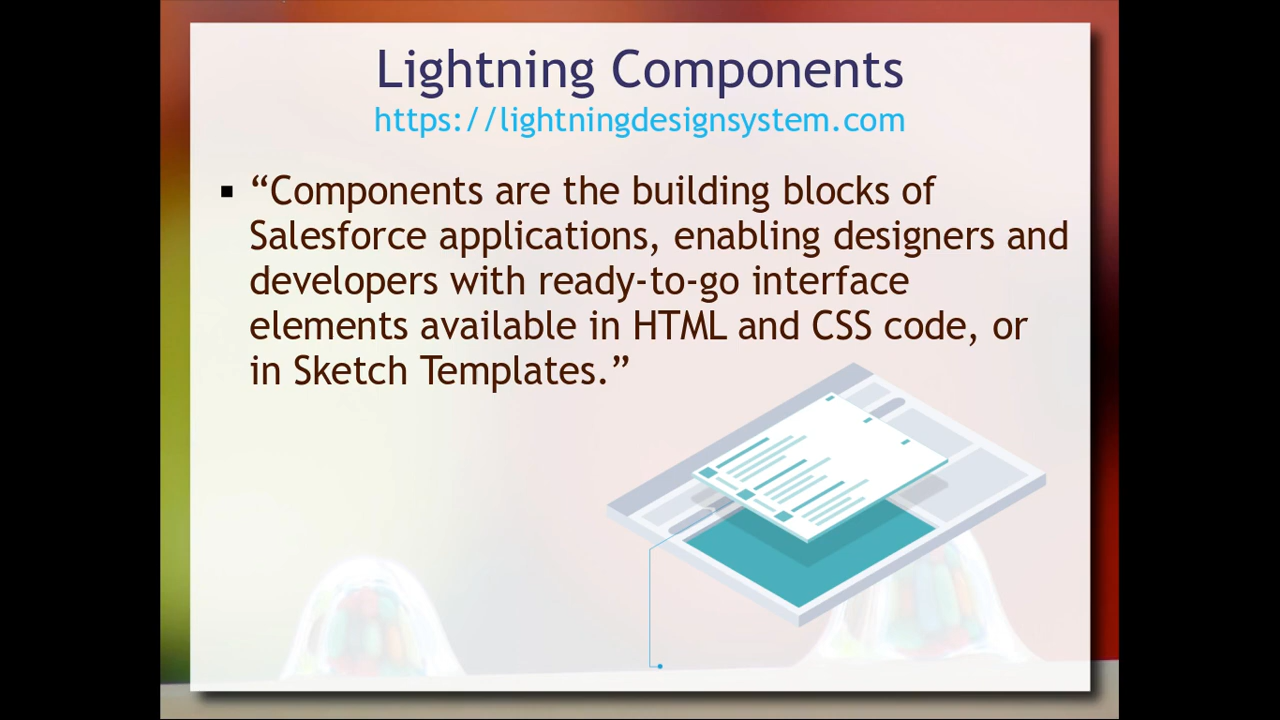 Lightning Components
https://lightningdesignsystem.com
▪ “Components are the building blocks of
Salesforce applications, enabling designers and
developers with ready-to-go interface
elements available in HTML and CSS code, or
in Sketch Templates.”